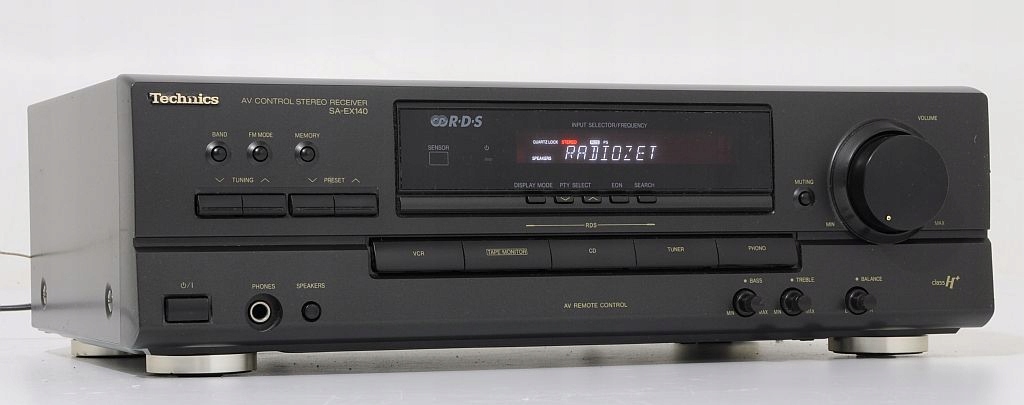 Technics
AV CONTROL STEREO RECEIVER
SA-EX140
BAND FM MODE MEMORY
TUNING PRESET
R·D·S
SENSOR
INPUT SELECTOR/FREQUENCY
QUARTZ LOCK STEREO AUTO PS
SPEAKERS RADIOZET
DISPLAY MODE PTY SELECT EON SEARCH
RDS
MUTING
VOLUME
MIN MAX
VCR TAPE MONITOR CD TUNER PHONO
PHONES SPEAKERS
AV REMOTE CONTROL
BASS TREBLE BALANCE
MIN MAX MIN MAX
class H+